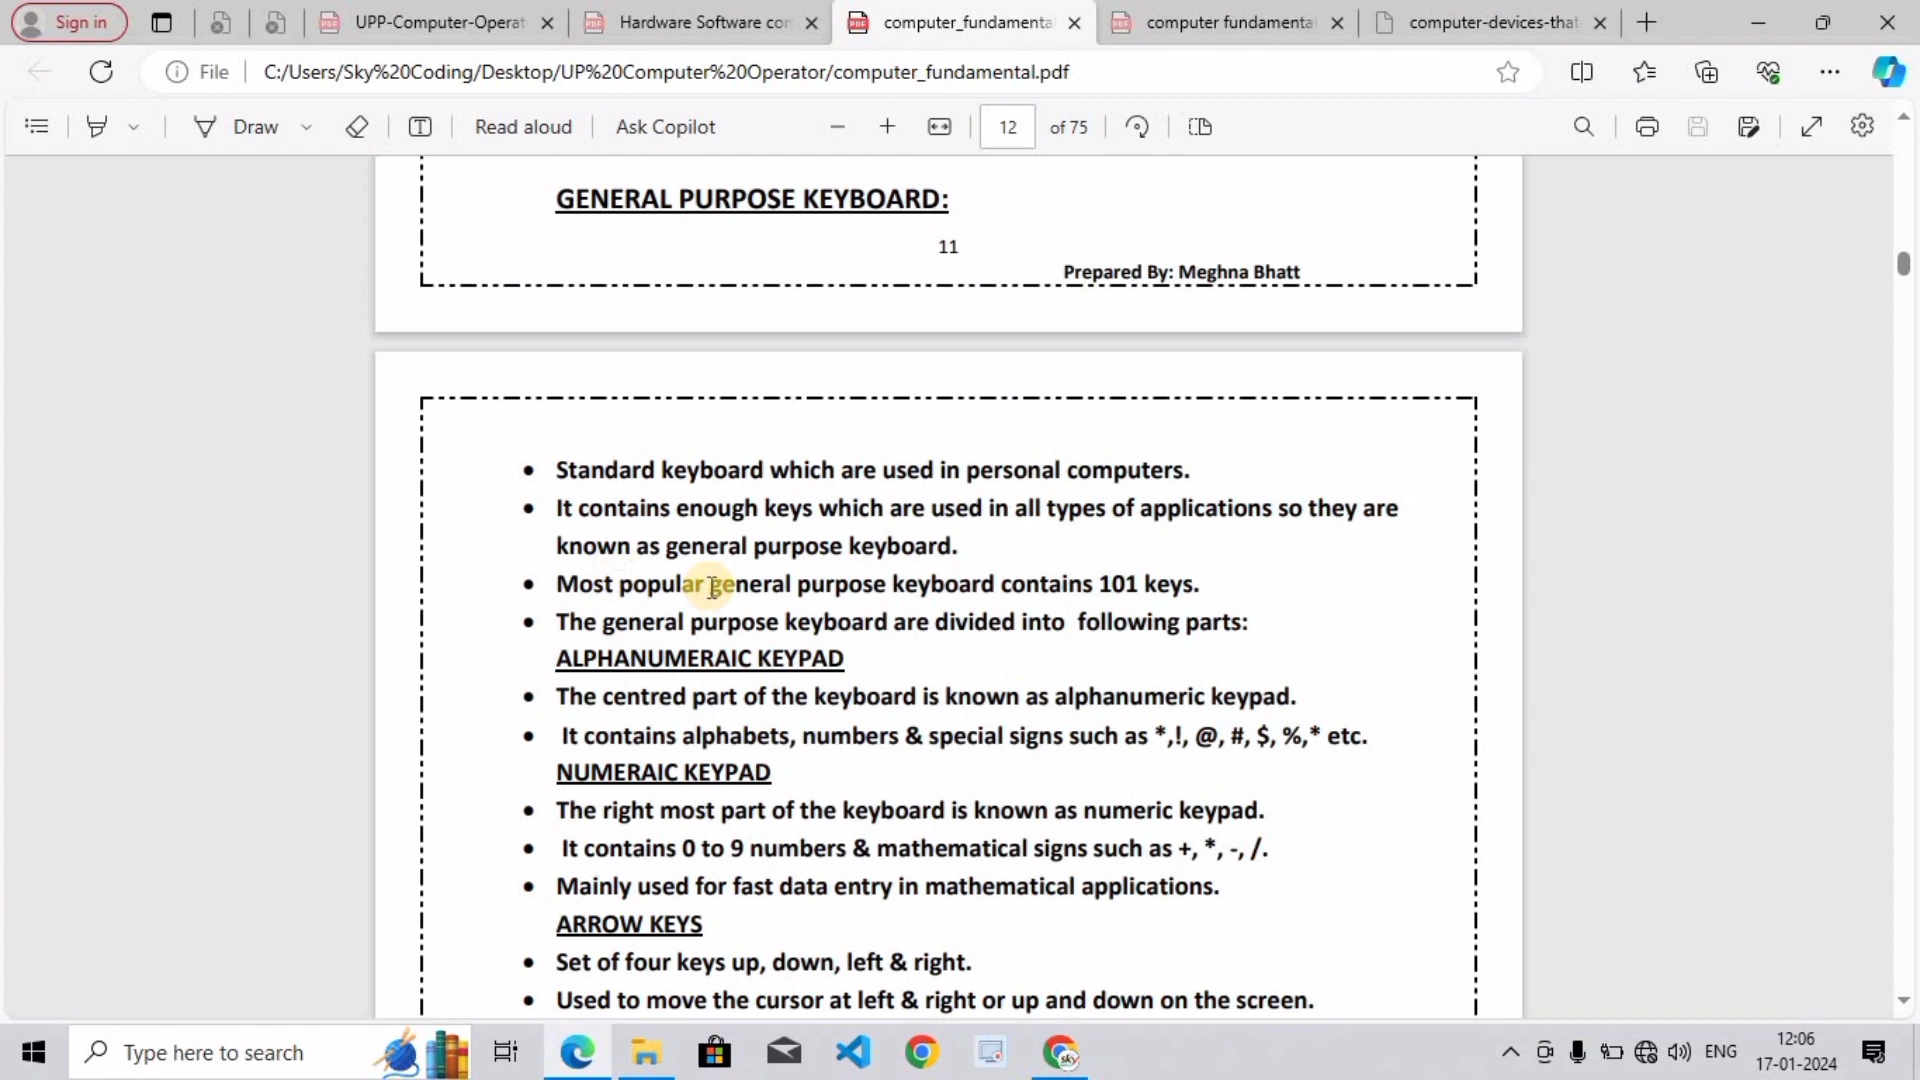 Sign in
UPP-Computer-Operat
Hardware Software con
computer_fundamenta
computer fundamenta
computer-devices-that
File
C:/Users/Sky%20Coding/Desktop/UP%20Computer%20Operator/computer_fundamental.pdf
Draw
Read aloud
Ask Copilot
12
of 75
GENERAL PURPOSE KEYBOARD:
11
Prepared By: Meghna Bhatt
• Standard keyboard which are used in personal computers.
• It contains enough keys which are used in all types of applications so they are
known as general purpose keyboard.
• Most popular general purpose keyboard contains 101 keys.
• The general purpose keyboard are divided into following parts:
ALPHANUMERAIC KEYPAD
• The centred part of the keyboard is known as alphanumeric keypad.
• It contains alphabets, numbers & special signs such as *,!, @, #, $, %,* etc.
NUMERAIC KEYPAD
• The right most part of the keyboard is known as numeric keypad.
• It contains 0 to 9 numbers & mathematical signs such as +, *, -, /.
• Mainly used for fast data entry in mathematical applications.
ARROW KEYS
• Set of four keys up, down, left & right.
• Used to move the cursor at left & right or up and down on the screen.
Type here to search
ENG
12:06
17-01-2024